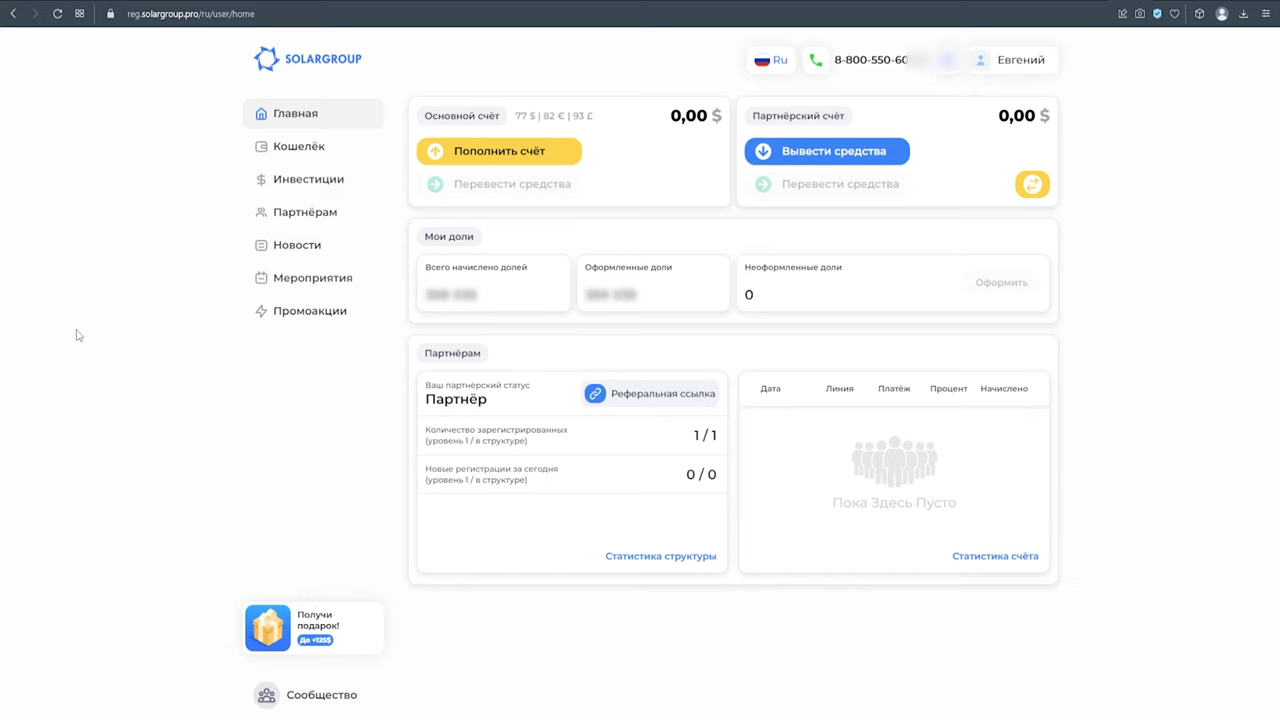 reg.solargroup.pro/ru/user/home
SOLARGROUP
Ru
8-800-550-60
Евгений
Главная
Кошелёк
Инвестиции
Партнёрам
Новости
Мероприятия
Промоакции
Основной счёт
77 $ | 82 € | 93 £
0,00 $
Пополнить счёт
Перевести средства
Партнёрский счёт
0,00 $
Вывести средства
Перевести средства
Мои доли
Всего начислено долей
Оформленные доли
Неоформленные доли
0
Оформить
Партнёрам
Ваш партнёрский статус
Партнёр
Реферальная ссылка
Количество зарегистрированных
(уровень 1 / в структуре)
1 / 1
Новые регистрации за сегодня
(уровень 1 / в структуре)
0 / 0
Статистика структуры
Дата Линия Платёж Процент Начислено
Пока Здесь Пусто
Статистика счёта
Получи
подарок!
До +125$
Сообщество